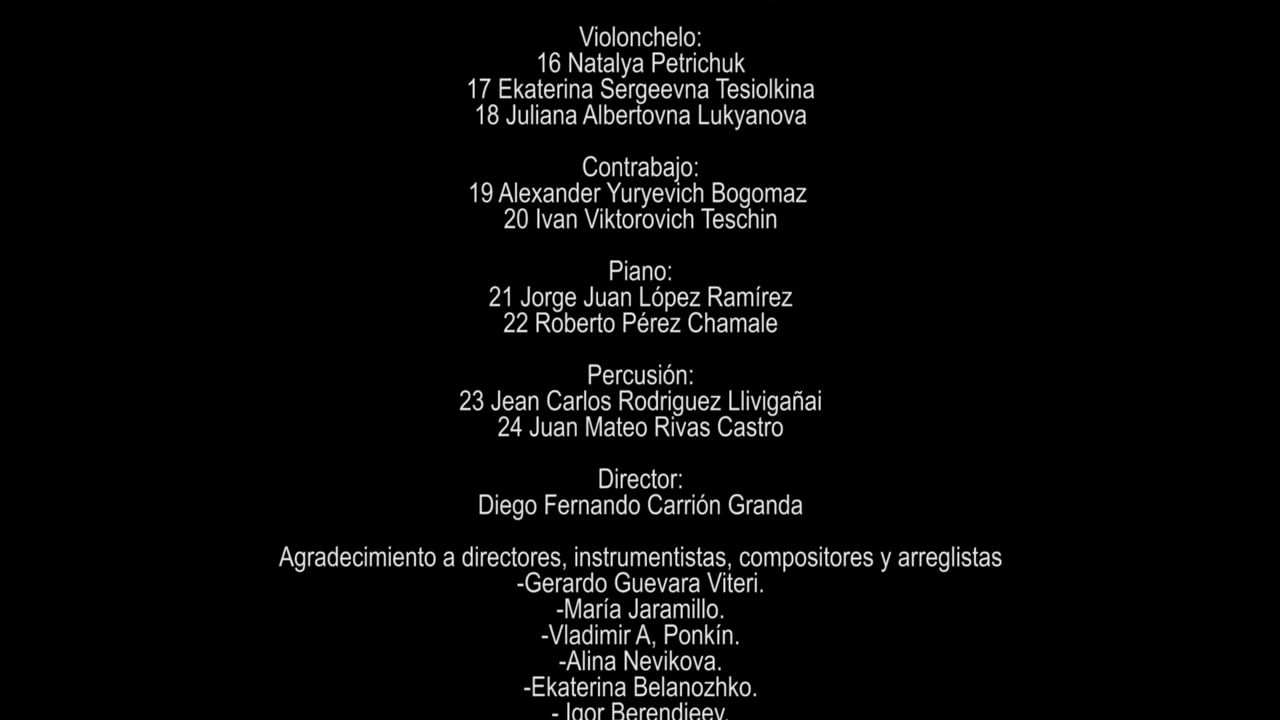 Violonchelo:
16 Natalya Petrichuk
17 Ekaterina Sergeevna Tesiolkina
18 Juliana Albertovna Lukyanova
Contrabajo:
19 Alexander Yuryevich Bogomaz
20 Ivan Viktorovich Teschin
Piano:
21 Jorge Juan López Ramírez
22 Roberto Pérez Chamale
Percusión:
23 Jean Carlos Rodriguez Llivigañai
24 Juan Mateo Rivas Castro
Director:
Diego Fernando Carrión Granda
Agradecimiento a directores, instrumentistas, compositores y arreglistas
-Gerardo Guevara Viteri.
-María Jaramillo.
-Vladimir A, Ponkín.
-Alina Nevikova.
-Ekaterina Belanozhko.
- Igor Berendieev.